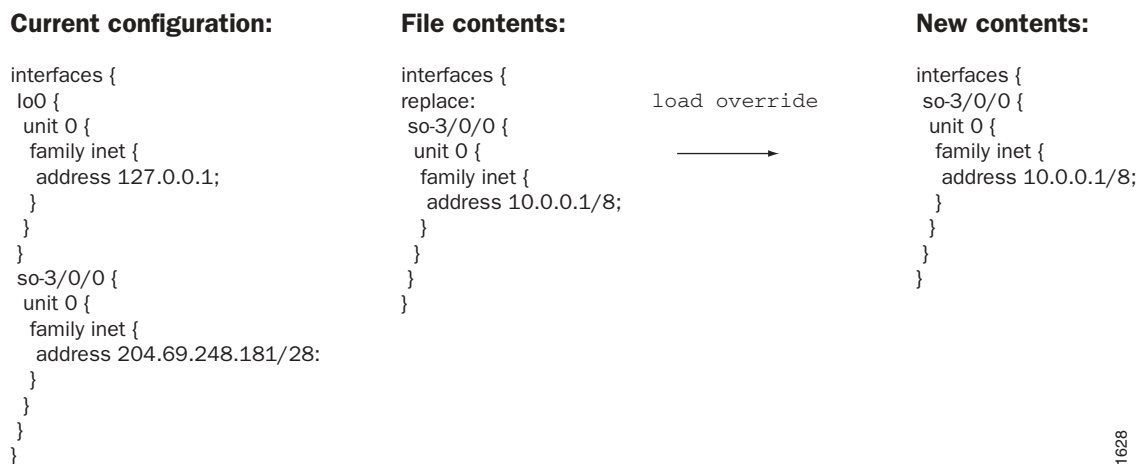 Current configuration:
interfaces {
lo0 {
unit 0 {
family inet {
address 127.0.0.1;
}
}
}
so-3/0/0 {
unit 0 {
family inet {
address 204.69.248.181/28:
}
}
}
}
File contents:
interfaces {
replace:
so-3/0/0 {
unit 0 {
family inet {
address 10.0.0.1/8;
}
}
}
}
load override
New contents:
interfaces {
so-3/0/0 {
unit 0 {
family inet {
address 10.0.0.1/8;
}
}
}
}
1628